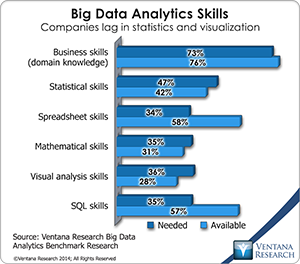 Big Data Analytics Skills
Companies lag in statistics and visualization
Business skills
(domain knowledge)
73%
76%
Statistical skills
47%
42%
Spreadsheet skills
34%
58%
Mathematical skills
35%
31%
Visual analysis skills
36%
28%
SQL skills
35%
57%
Needed
Available
Source: Ventana Research Big Data
Analytics Benchmark Research
©Ventana Research 2014; All Rights Reserved
VENTANA
RESEARCH